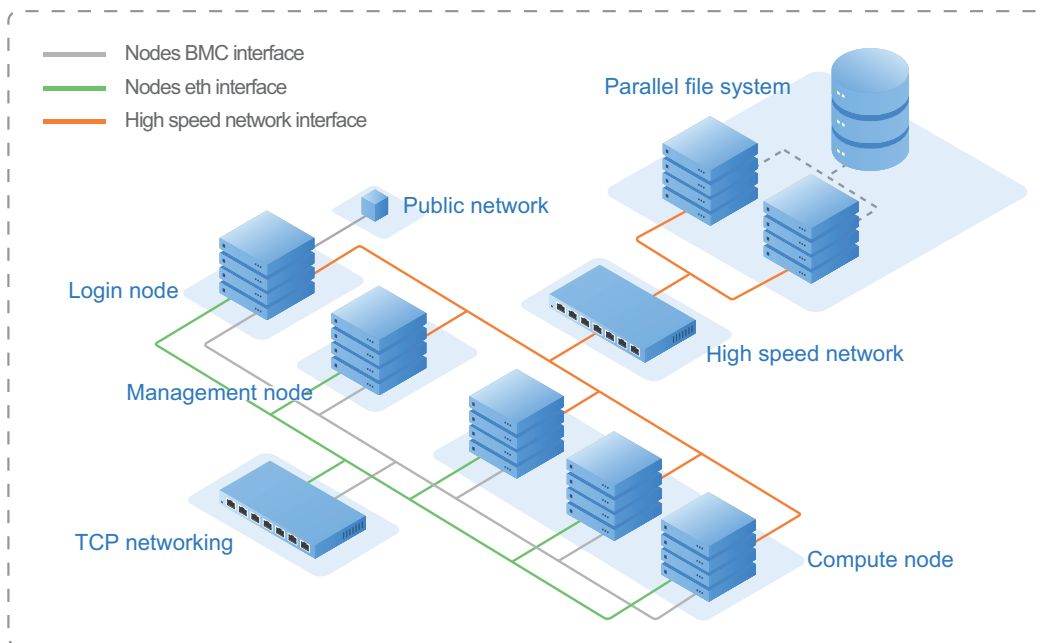 Nodes BMC interface
Nodes eth interface
High speed network interface
Parallel file system
Public network
Login node
High speed network
Management node
TCP networking
Compute node